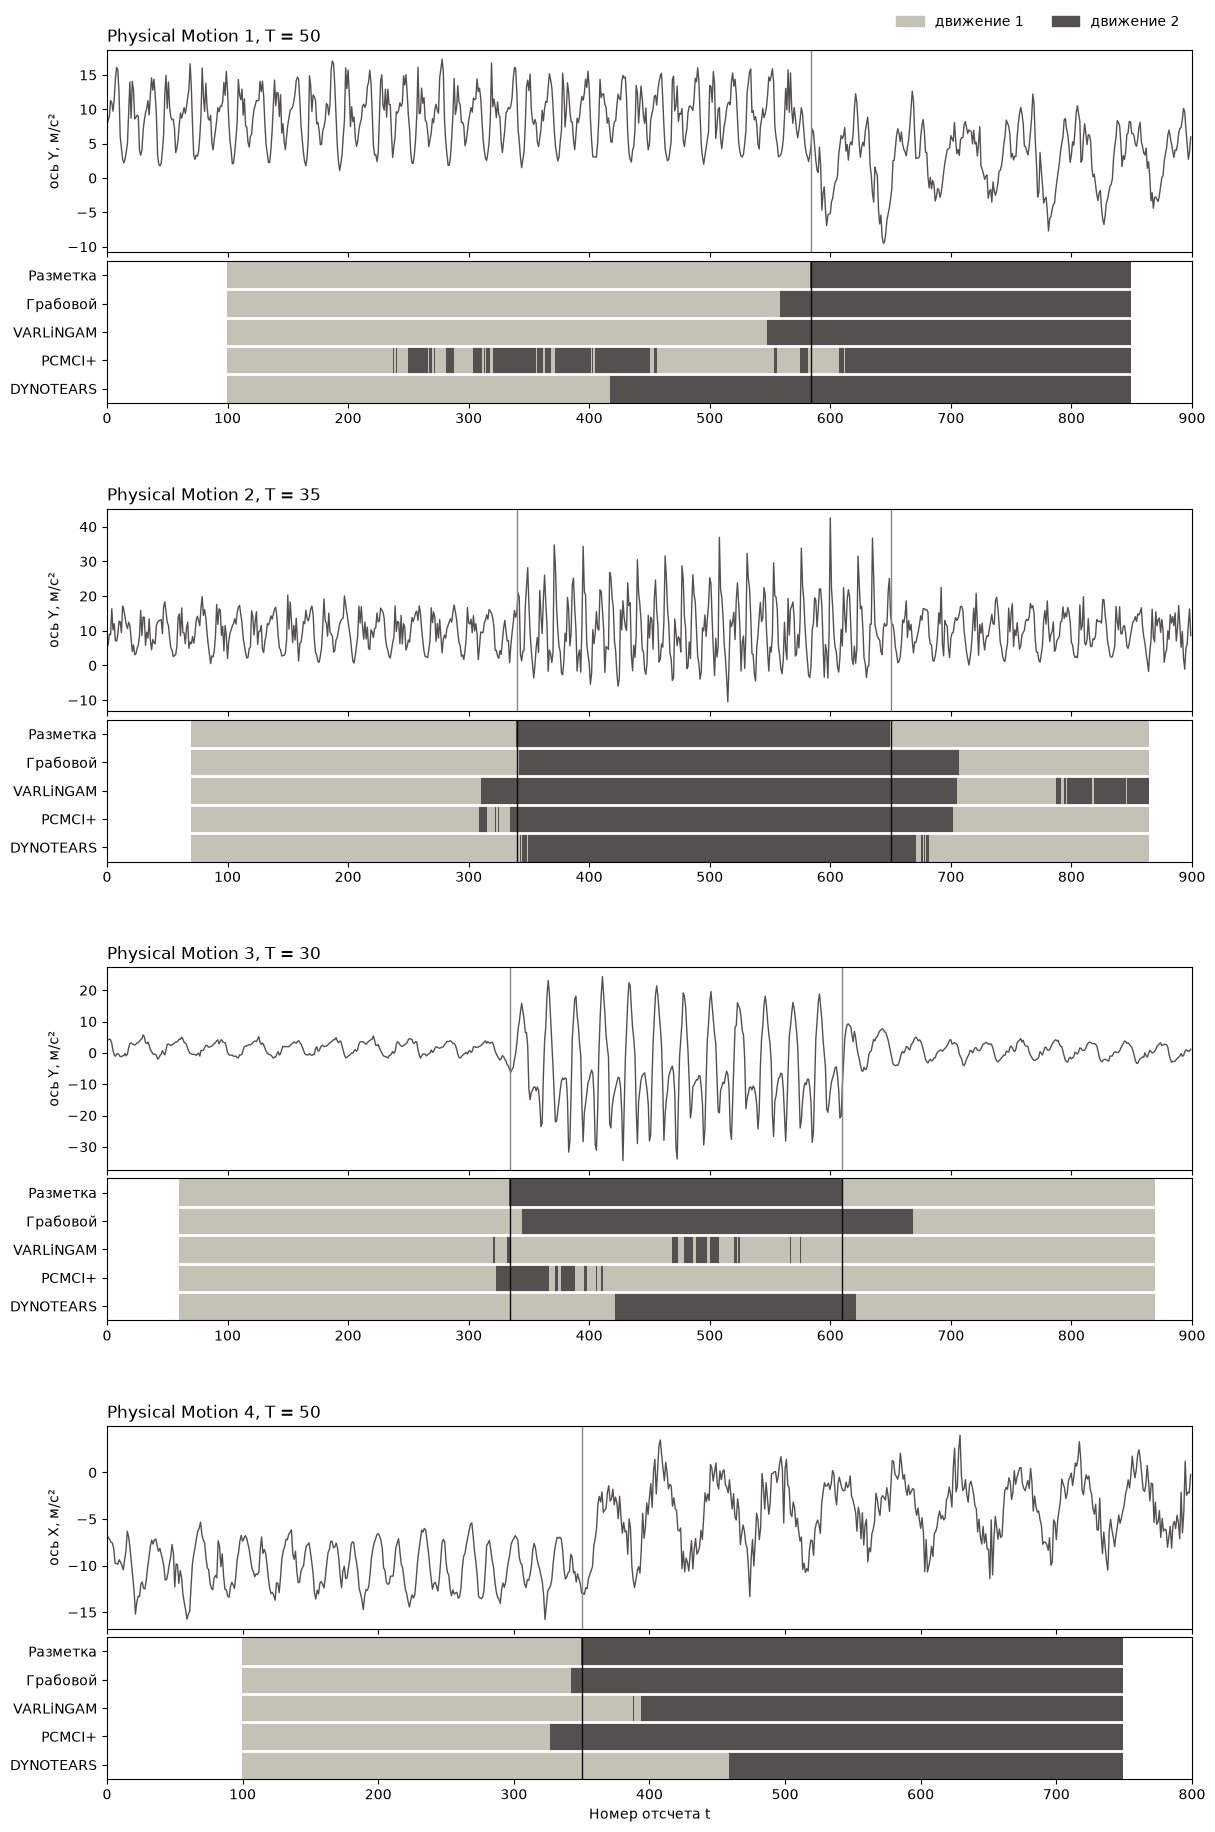 движение 1 движение 2
Physical Motion 1, T = 50
15
10
5
0
−5
−10
ось Y, м/с²
Разметка
Грабовой
VARLiNGAM
PCMCI+
DYNOTEARS
0 100 200 300 400 500 600 700 800 900
Physical Motion 2, T = 35
40
30
20
10
0
−10
ось Y, м/с²
Разметка
Грабовой
VARLiNGAM
PCMCI+
DYNOTEARS
0 100 200 300 400 500 600 700 800 900
Physical Motion 3, T = 30
20
10
0
−10
−20
−30
ось Y, м/с²
Разметка
Грабовой
VARLiNGAM
PCMCI+
DYNOTEARS
0 100 200 300 400 500 600 700 800 900
Physical Motion 4, T = 50
0
−5
−10
−15
ось X, м/с²
Разметка
Грабовой
VARLiNGAM
PCMCI+
DYNOTEARS
0 100 200 300 400 500 600 700 800
Номер отсчета t